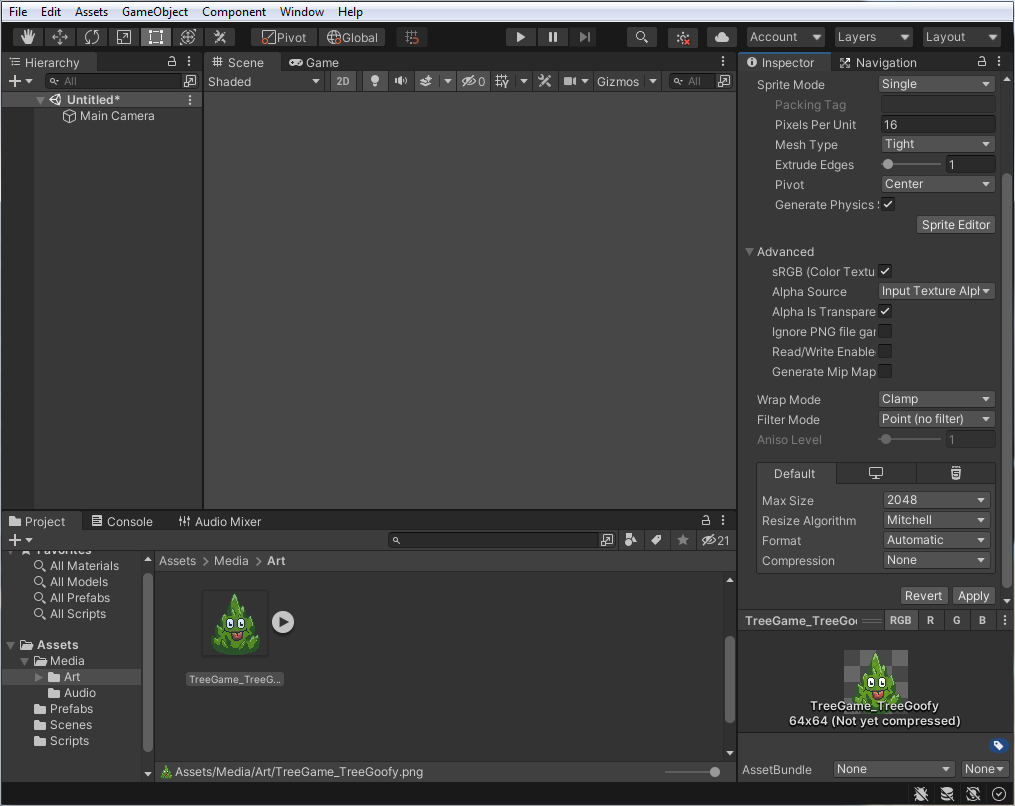 File Edit Assets GameObject Component Window Help
Pivot Global Account Layers Layout
Hierarchy
All
Untitled*
Main Camera
Scene Game
Shaded 2D 0 Gizmos All
Inspector Navigation
Sprite Mode Single
Packing Tag
Pixels Per Unit 16
Mesh Type Tight
Extrude Edges 1
Pivot Center
Generate Physics S
Sprite Editor
Advanced
sRGB (Color Textu
Alpha Source Input Texture Alph
Alpha Is Transpare
Ignore PNG file gar
Read/Write Enable
Generate Mip Map
Wrap Mode Clamp
Filter Mode Point (no filter)
Aniso Level 1
Default
Max Size 2048
Resize Algorithm Mitchell
Format Automatic
Compression None
Revert Apply
Project Console Audio Mixer
21
Favorites
All Materials
All Models
All Prefabs
All Scripts
Assets
Media
Art
Audio
Prefabs
Scenes
Scripts
Assets > Media > Art
TreeGame_TreeG...
Assets/Media/Art/TreeGame_TreeGoofy.png
TreeGame_TreeGoo RGB R G B
TreeGame_TreeGoofy
64x64 (Not yet compressed)
AssetBundle None None